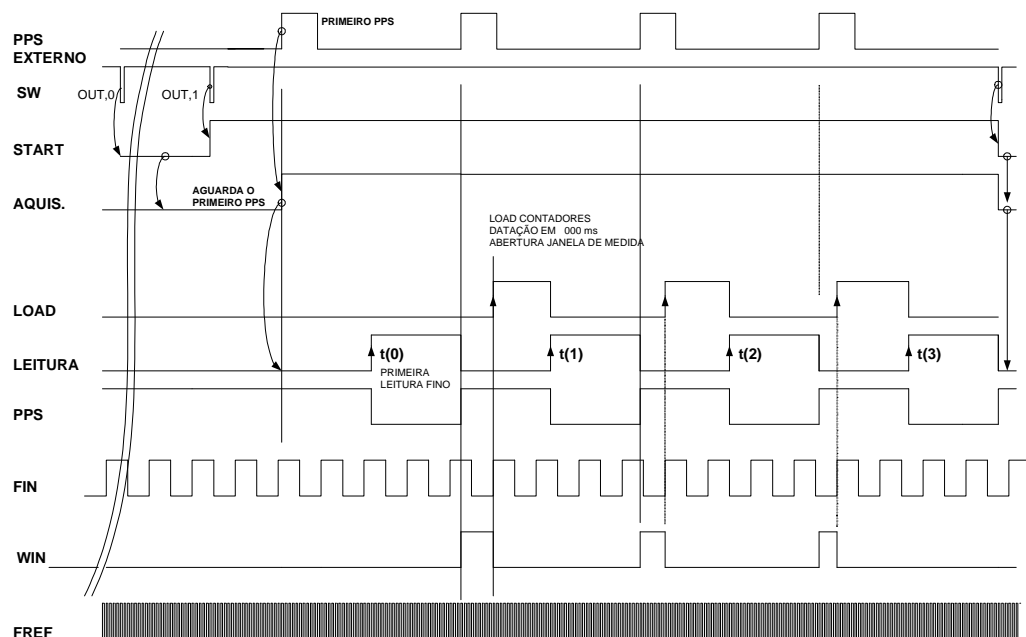 PRIMEIRO PPS
PPS
EXTERNO
SW
OUT,0
OUT,1
START
AQUIS.
AGUARDA O
PRIMEIRO PPS
LOAD CONTADORES
DATAÇÃO EM 000 ms
ABERTURA JANELA DE MEDIDA
LOAD
LEITURA
t(0)
t(1)
t(2)
t(3)
PRIMEIRA
LEITURA FINO
PPS
FIN
WIN
FREF